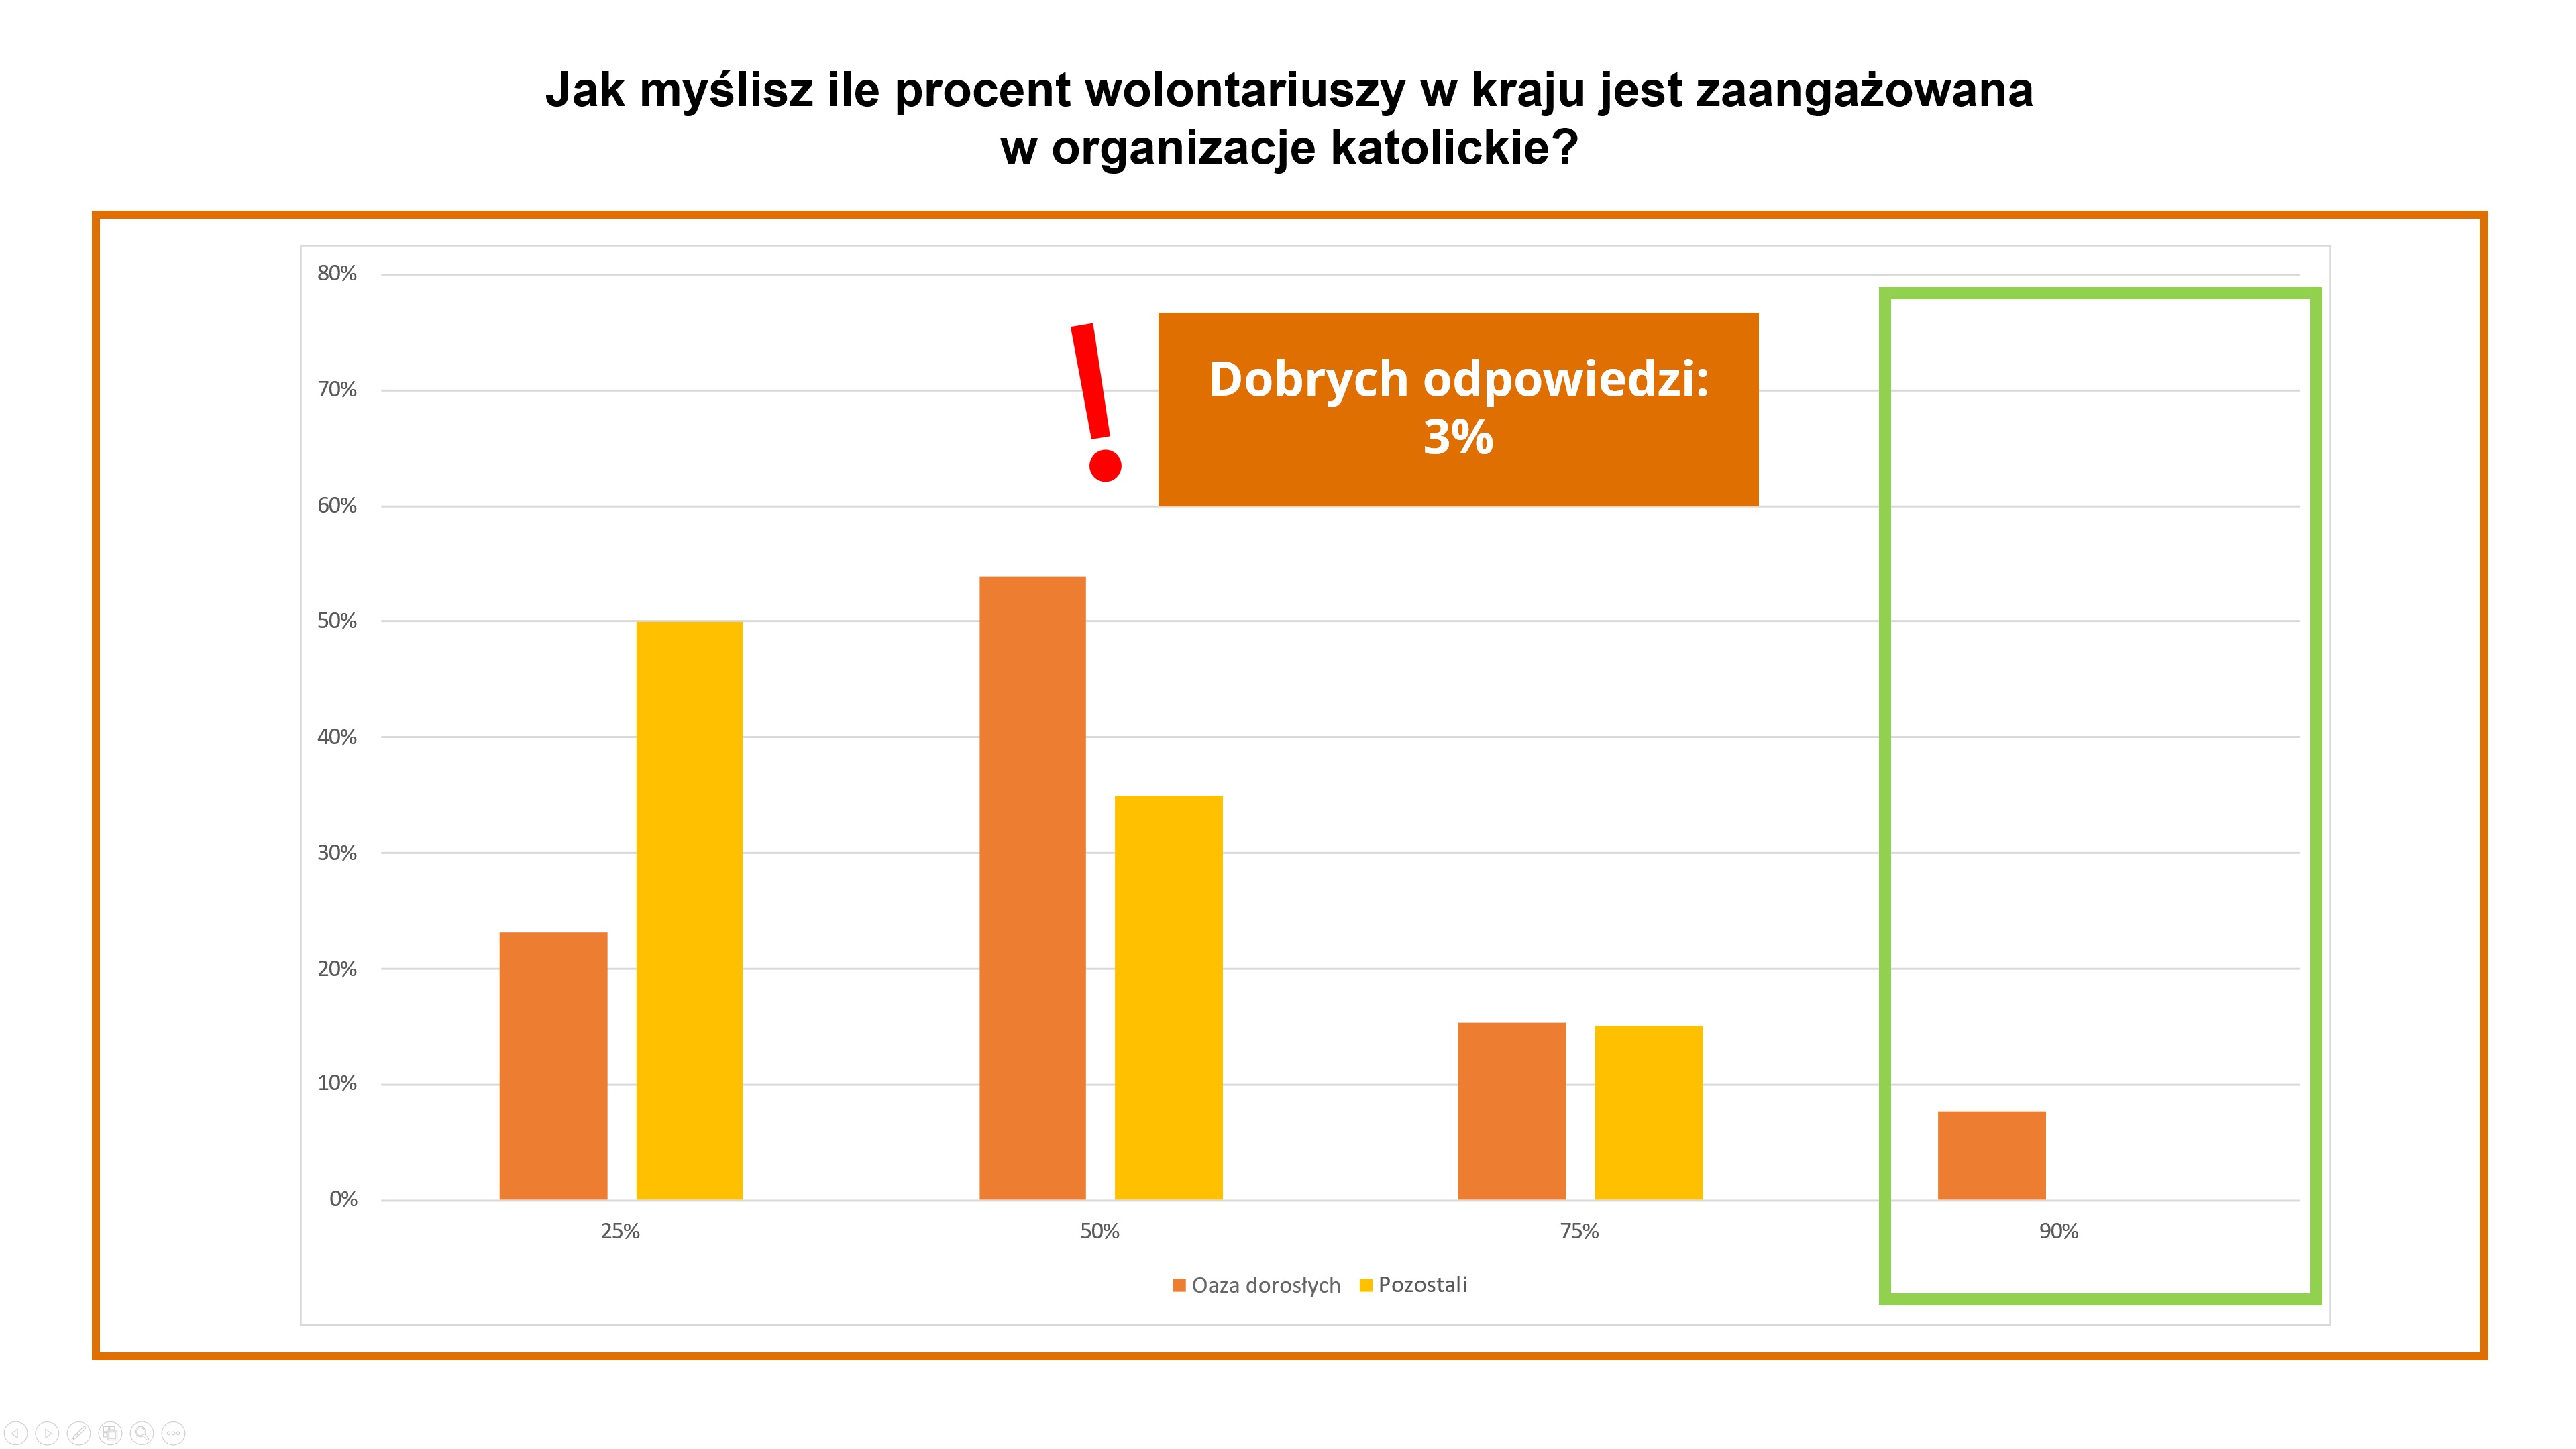 Jak myślisz ile procent wolontariuszy w kraju jest zaangażowana
w organizacje katolickie?
80%
70%
60%
50%
40%
30%
20%
10%
0%
Dobrych odpowiedzi:
3%
25%
50%
75%
90%
Oaza dorosłych
Pozostali